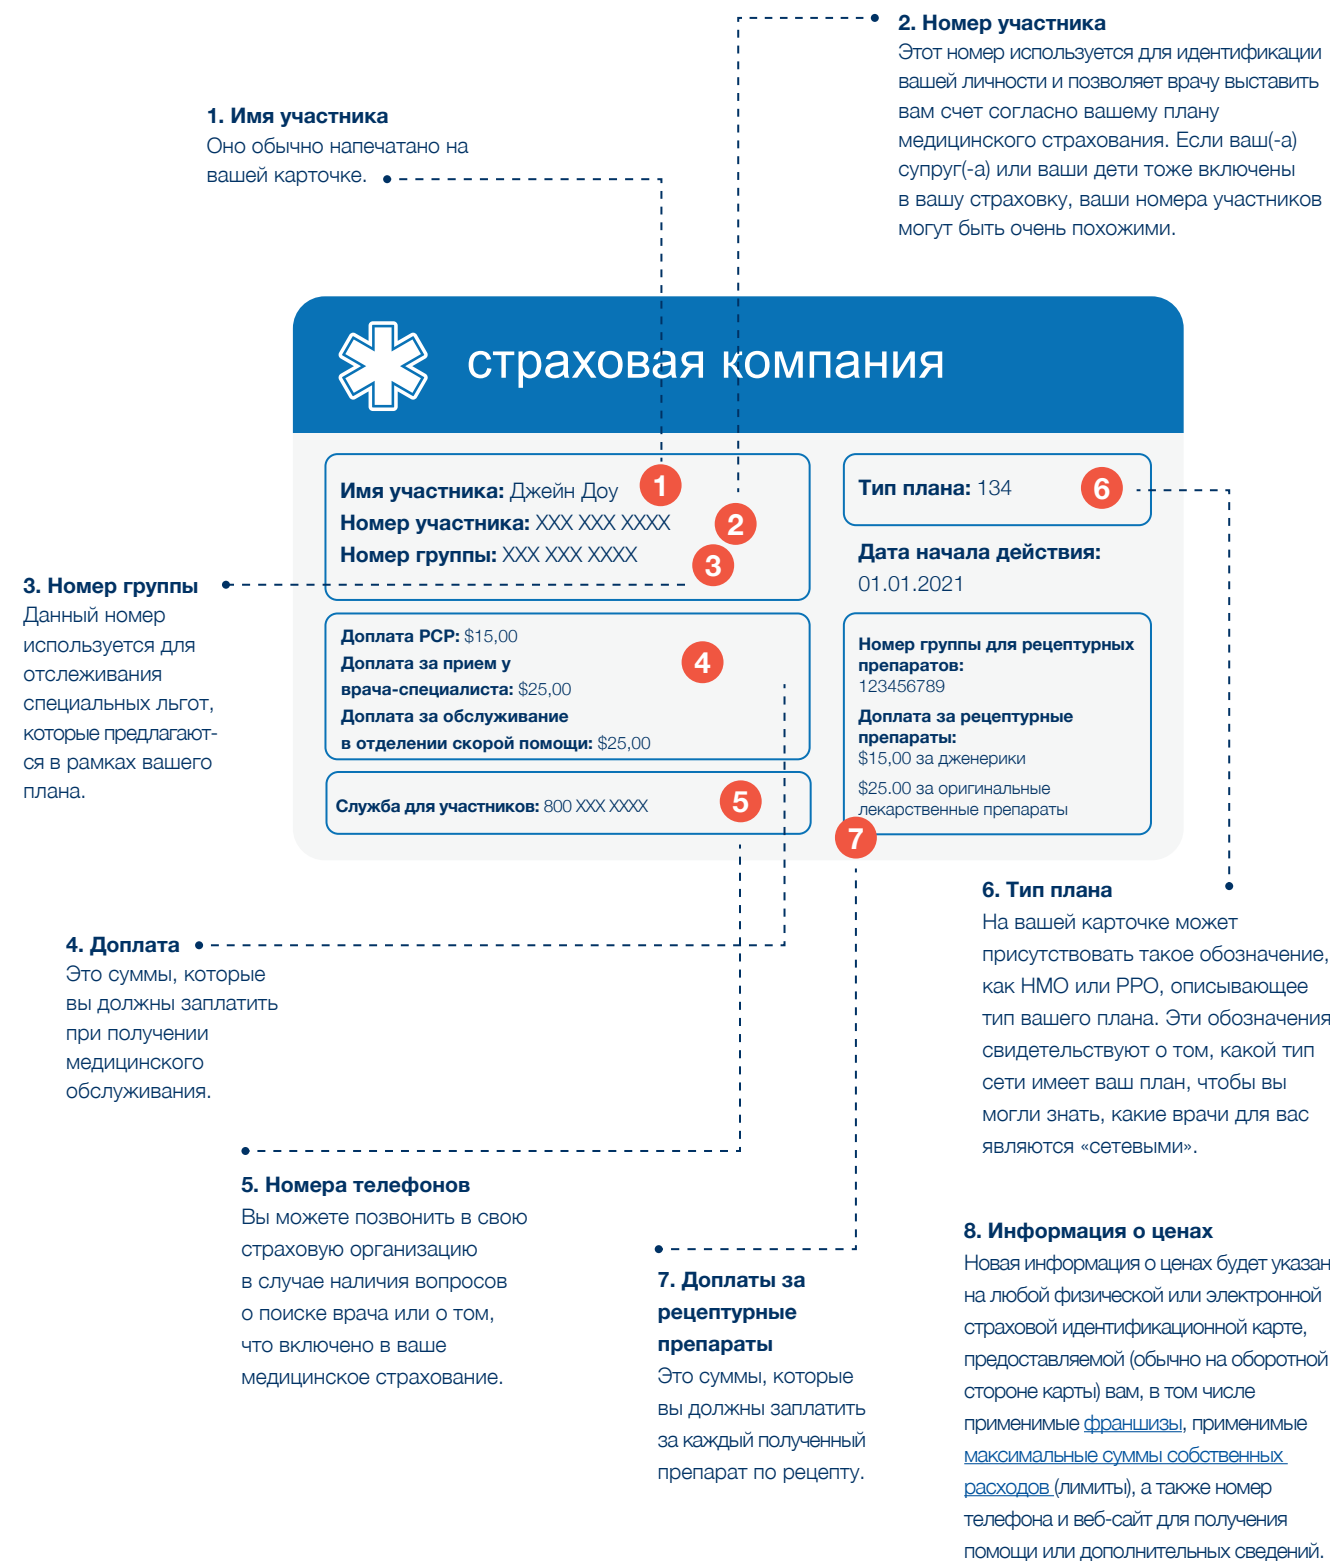 2. Номер участника
Этот номер используется для идентификации
вашей личности и позволяет врачу выставить
вам счет согласно вашему плану
медицинского страхования. Если ваш(-а)
супруг(-а) или ваши дети тоже включены
в вашу страховку, ваши номера участников
могут быть очень похожими.
1. Имя участника
Оно обычно напечатано на
вашей карточке.
страховая компания
Имя участника: Джейн Доу
1
Номер участника: XXX XXX XXXX
2
Номер группы: XXX XXX XXXX
3
Тип плана: 134
6
Дата начала действия:
01.01.2021
3. Номер группы
Данный номер
используется для
отслеживания
специальных льгот,
которые предлагают-
ся в рамках вашего
плана.
Доплата PCP: $15,00
Доплата за прием у
врача-специалиста: $25,00
Доплата за обслуживание
в отделении скорой помощи: $25,00
4
Служба для участников: 800 XXX XXXX
5
Номер группы для рецептурных
препаратов:
123456789
Доплата за рецептурные
препараты:
$15,00 за дженерики
$25.00 за оригинальные
лекарственные препараты
7
4. Доплата
Это суммы, которые
вы должны заплатить
при получении
медицинского
обслуживания.
6. Тип плана
На вашей карточке может
присутствовать такое обозначение,
как HMO или PPO, описывающее
тип вашего плана. Эти обозначения
свидетельствуют о том, какой тип
сети имеет ваш план, чтобы вы
могли знать, какие врачи для вас
являются «сетевыми».
5. Номера телефонов
Вы можете позвонить в свою
страховую организацию
в случае наличия вопросов
о поиске врача или о том,
что включено в ваше
медицинское страхование.
7. Доплаты за
рецептурные
препараты
Это суммы, которые
вы должны заплатить
за каждый полученный
препарат по рецепту.
8. Информация о ценах
Новая информация о ценах будет указан
на любой физической или электронной
страховой идентификационной карте,
предоставляемой (обычно на оборотной
стороне карты) вам, в том числе
применимые франшизы, применимые
максимальные суммы собственных
расходов (лимиты), а также номер
телефона и веб-сайт для получения
помощи или дополнительных сведений.